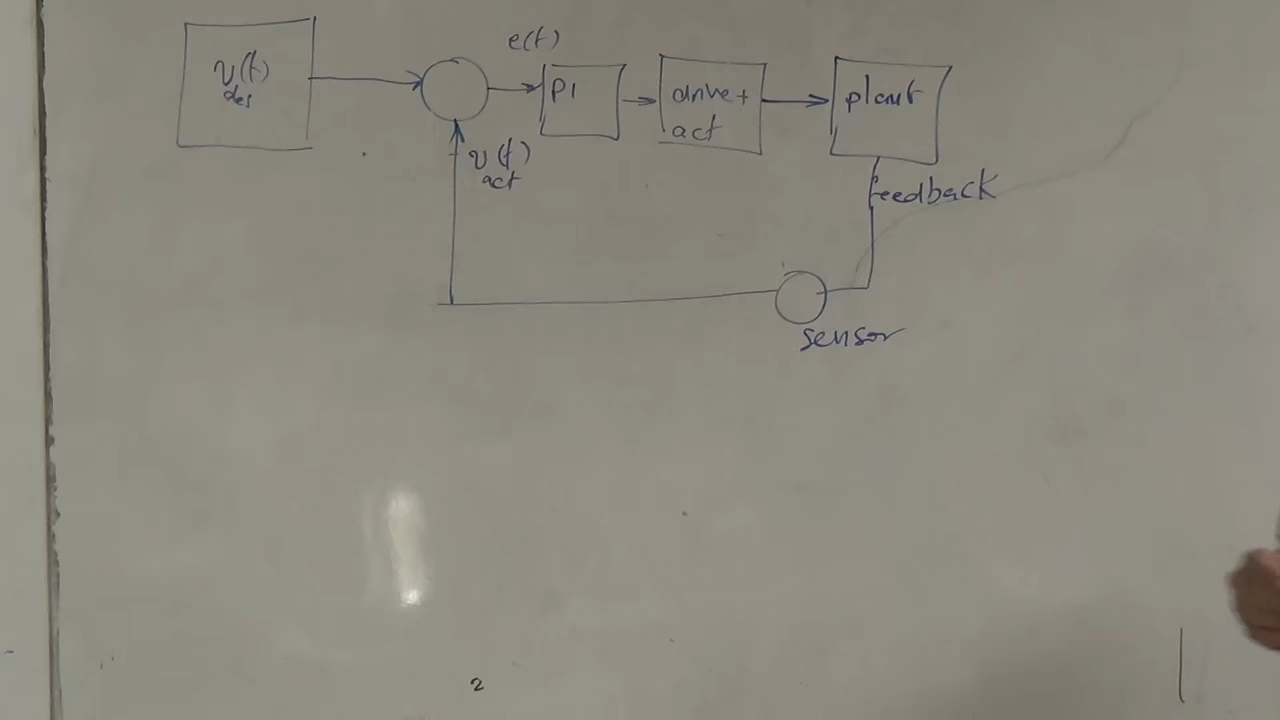 e(t)
v(t)
des
PI
drive +
act
plant
v(t)
act
feedback
sensor
2